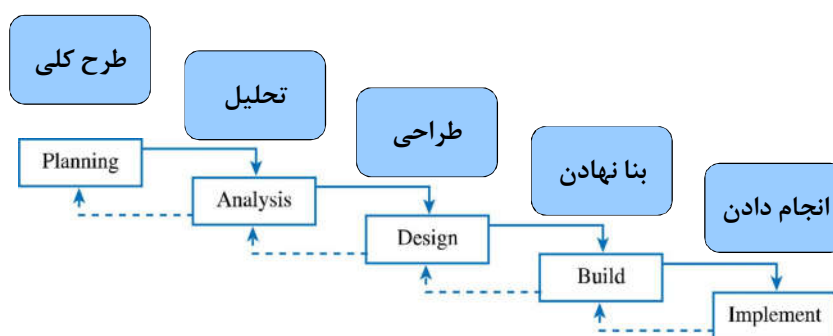 طرح کلی
تحلیل
طراحی
بنا نهادن
انجام دادن
Planning
Analysis
Design
Build
Implement